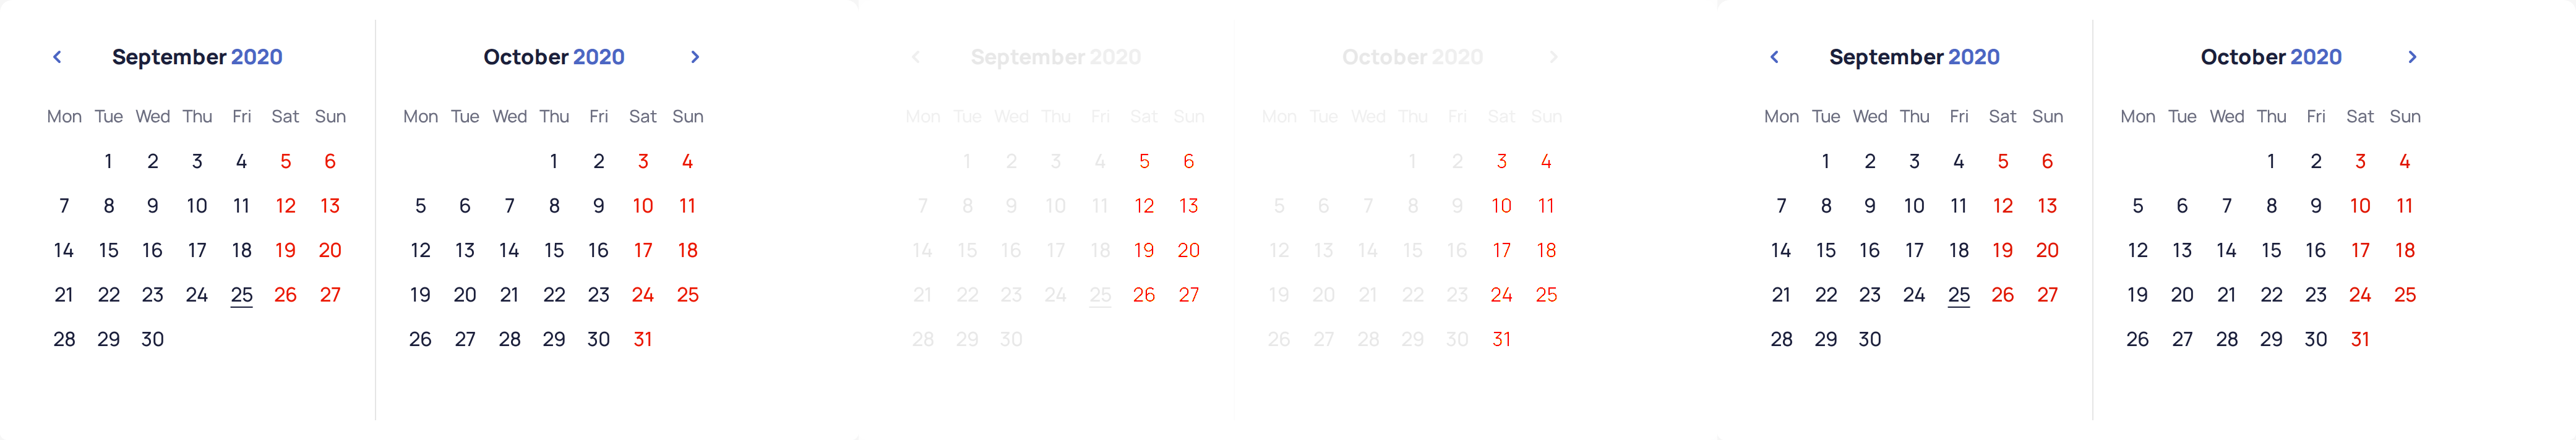 September 2020 October 2020 September 2020 October 2020 September 2020 October 2020
Mon Tue Wed Thu Fri Sat Sun Mon Tue Wed Thu Fri Sat Sun Mon Tue Wed Thu Fri Sat Sun Mon Tue Wed Thu Fri Sat Sun Mon Tue Wed Thu Fri Sat Sun Mon Tue Wed Thu Fri Sat Sun
1 2 3 4 5 6 1 2 3 4 1 2 3 4 5 6 1 2 3 4 1 2 3 4 5 6 1 2 3 4
7 8 9 10 11 12 13 5 6 7 8 9 10 11 7 8 9 10 11 12 13 5 6 7 8 9 10 11 7 8 9 10 11 12 13 5 6 7 8 9 10 11
14 15 16 17 18 19 20 12 13 14 15 16 17 18 14 15 16 17 18 19 20 12 13 14 15 16 17 18 14 15 16 17 18 19 20 12 13 14 15 16 17 18
21 22 23 24 25 26 27 19 20 21 22 23 24 25 21 22 23 24 25 26 27 19 20 21 22 23 24 25 21 22 23 24 25 26 27 19 20 21 22 23 24 25
28 29 30 26 27 28 29 30 31 28 29 30 26 27 28 29 30 31 28 29 30 26 27 28 29 30 31